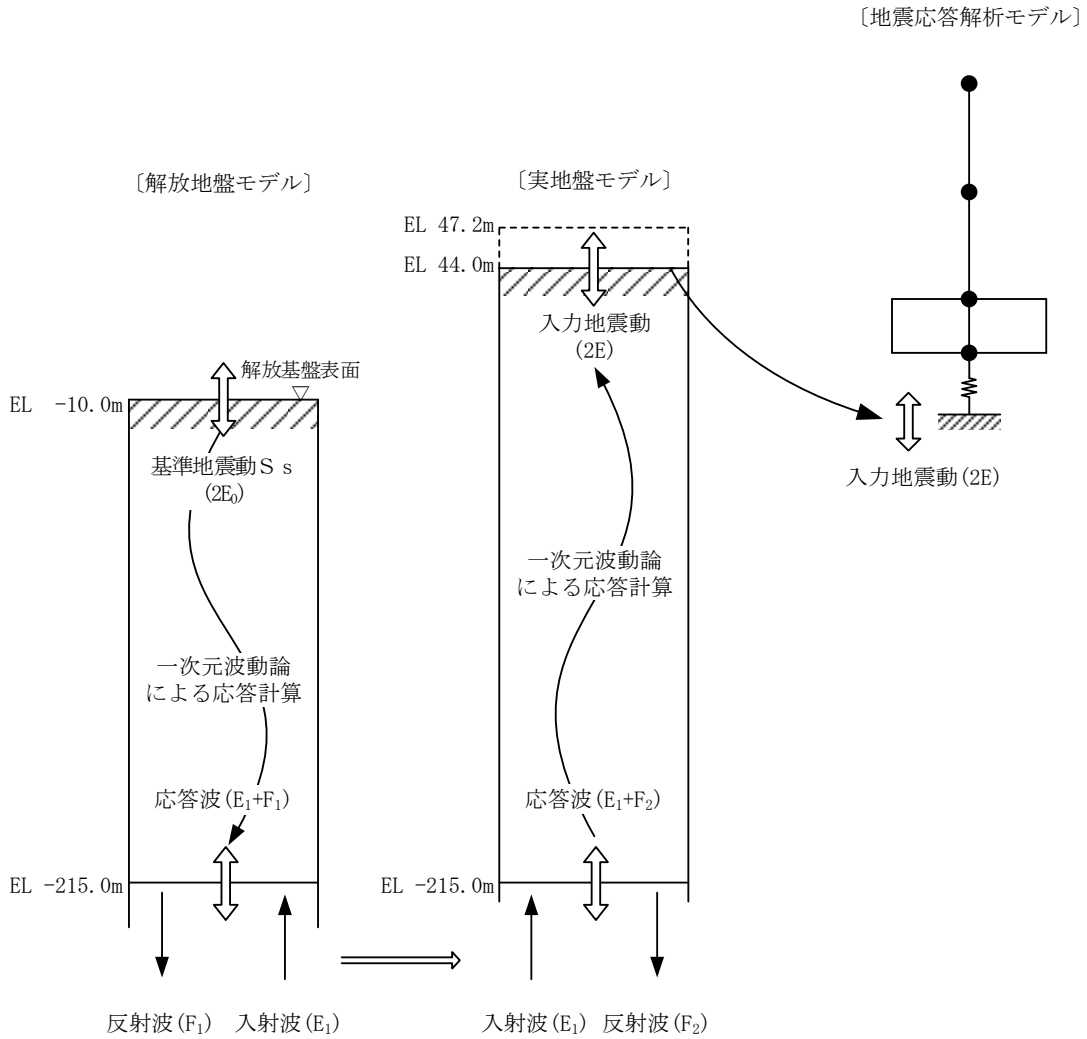 〔地震応答解析モデル〕
〔解放地盤モデル〕
〔実地盤モデル〕
EL 47.2m
EL 44.0m
入力地震動
(2E)
解放基盤表面
EL -10.0m
基準地震動Ｓｓ
(2E₀)
入力地震動(2E)
一次元波動論
による応答計算
一次元波動論
による応答計算
応答波(E₁+F₁)
応答波(E₁+F₂)
EL -215.0m
EL -215.0m
反射波(F₁)
入射波(E₁)
入射波(E₁)
反射波(F₂)